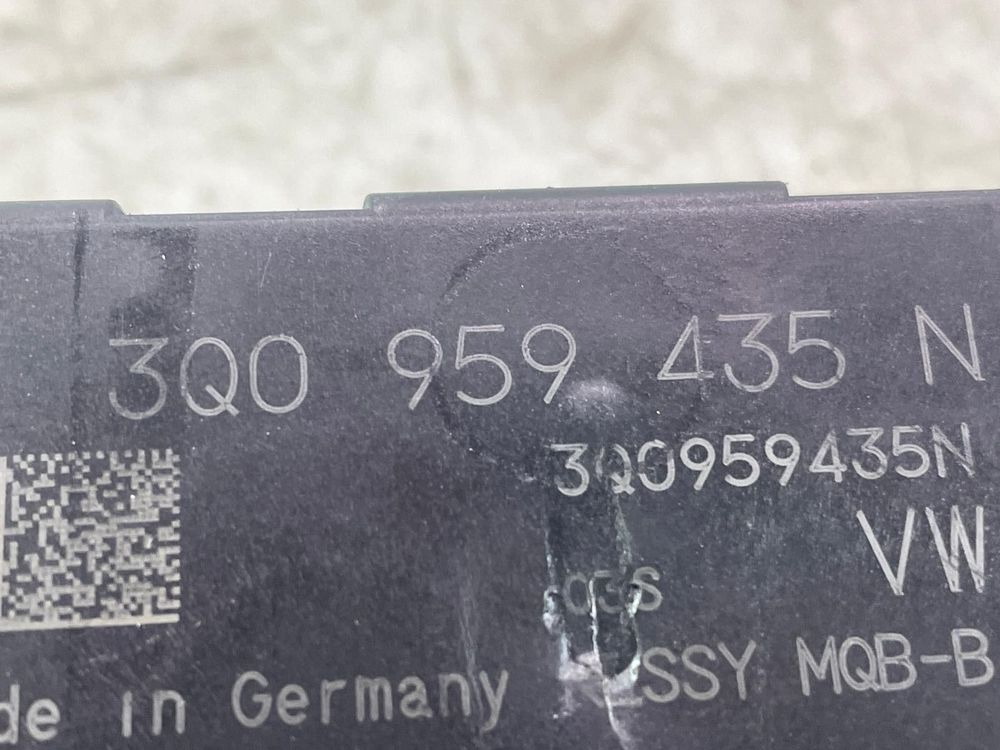 3Q0 959 435 N
3Q0959435N
VW
03S
SSY MQB-B
de in Germany